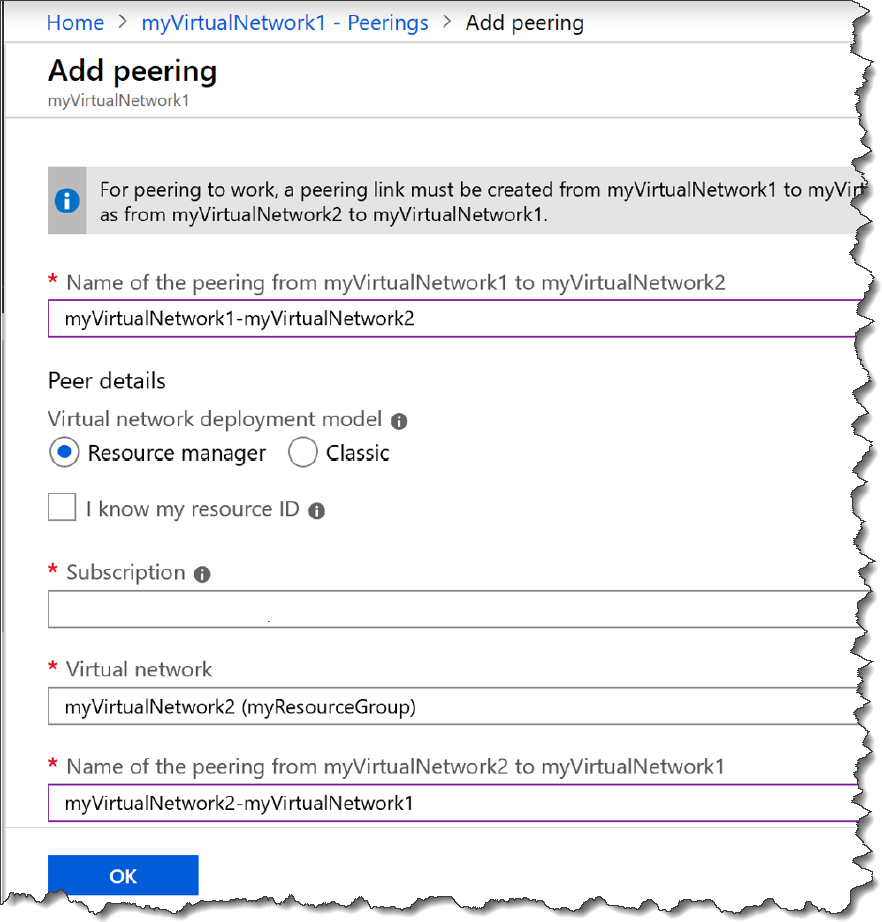 Home > myVirtualNetwork1 - Peerings > Add peering
Add peering
myVirtualNetwork1
For peering to work, a peering link must be created from myVirtualNetwork1 to
as from myVirtualNetwork2 to myVirtualNetwork1.
* Name of the peering from myVirtualNetwork1 to myVirtualNetwork2
myVirtualNetwork1-myVirtualNetwork2
Peer details
Virtual network deployment model
Resource manager Classic
I know my resource ID
* Subscription
* Virtual network
myVirtualNetwork2 (myResourceGroup)
* Name of the peering from myVirtualNetwork2 to myVirtualNetwork1
myVirtualNetwork2-myVirtualNetwork1
OK